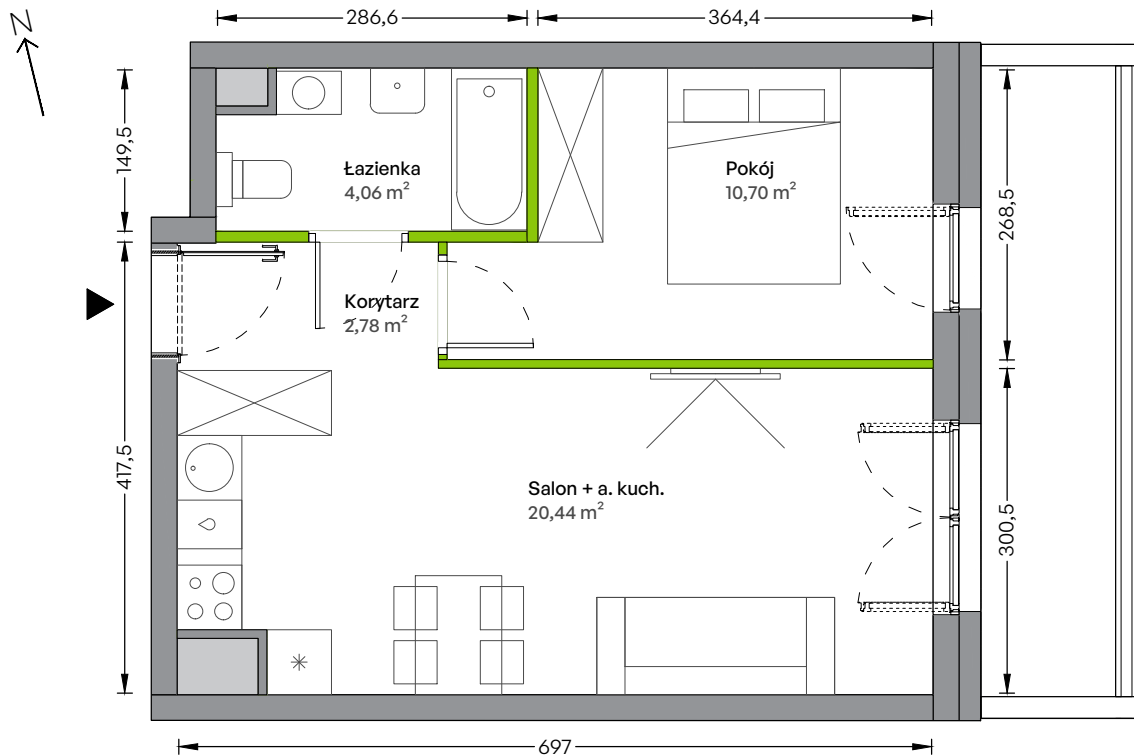 N
286,6
364,4
149,5
Łazienka
4,06 m²
Pokój
10,70 m²
268,5
Korytarz
2,78 m²
417,5
Salon + a. kuch.
20,44 m²
300,5
697